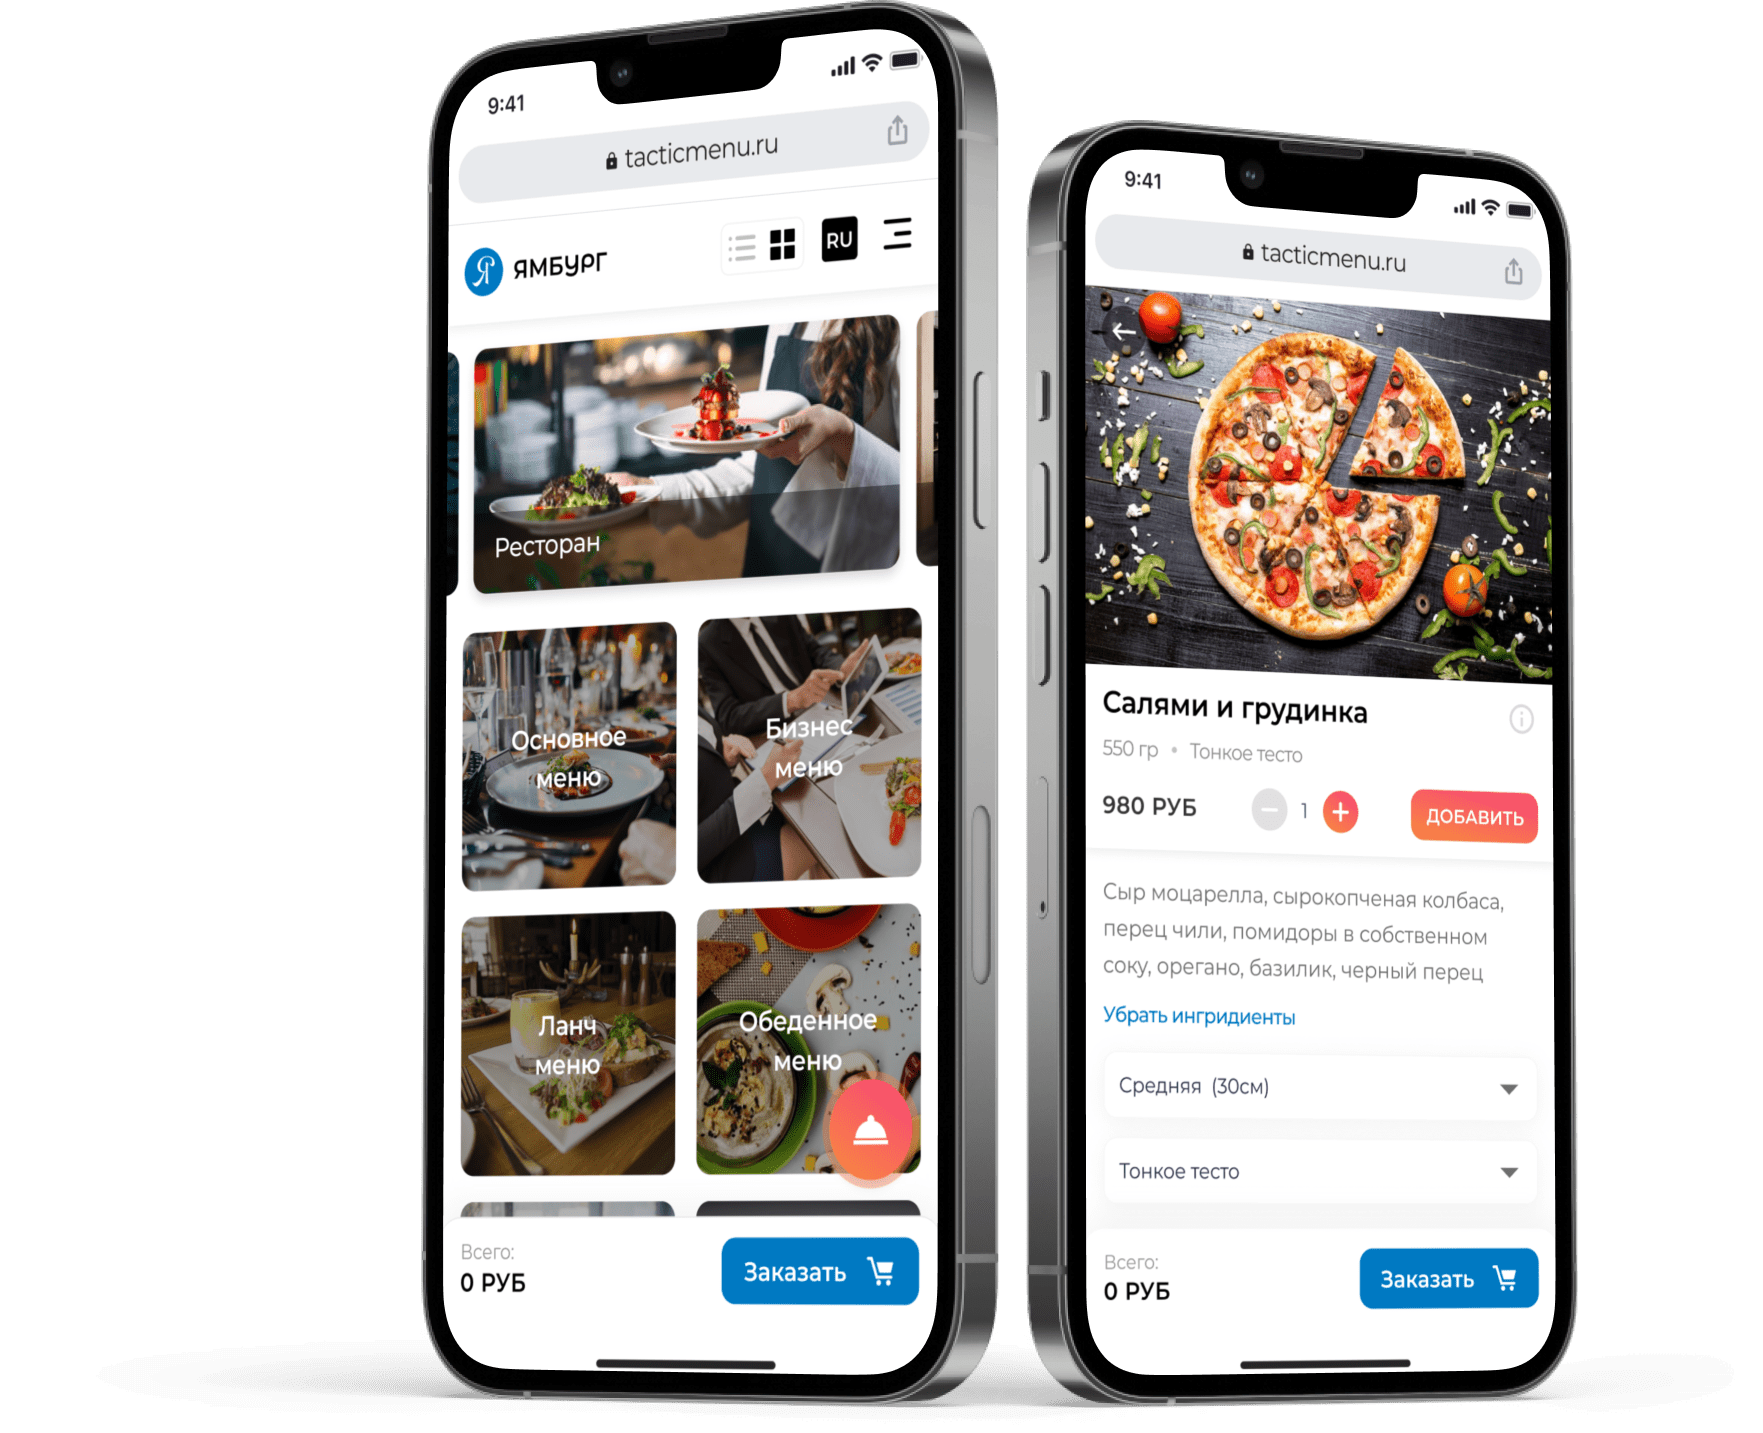 9:41
tacticmenu.ru
Я ЯМБУРГ
RU
Ресторан
Основное
меню
Бизнес
меню
Ланч
меню
Обеденное
меню
Всего:
0 РУБ
Заказать
9:41
tacticmenu.ru
Салями и грудинка
550 гр • Тонкое тесто
980 РУБ
1
ДОБАВИТЬ
Сыр моцарелла, сырокопченая колбаса,
перец чили, помидоры в собственном
соку, орегано, базилик, черный перец
Убрать ингридиенты
Средняя (30см)
Тонкое тесто
Всего:
0 РУБ
Заказать